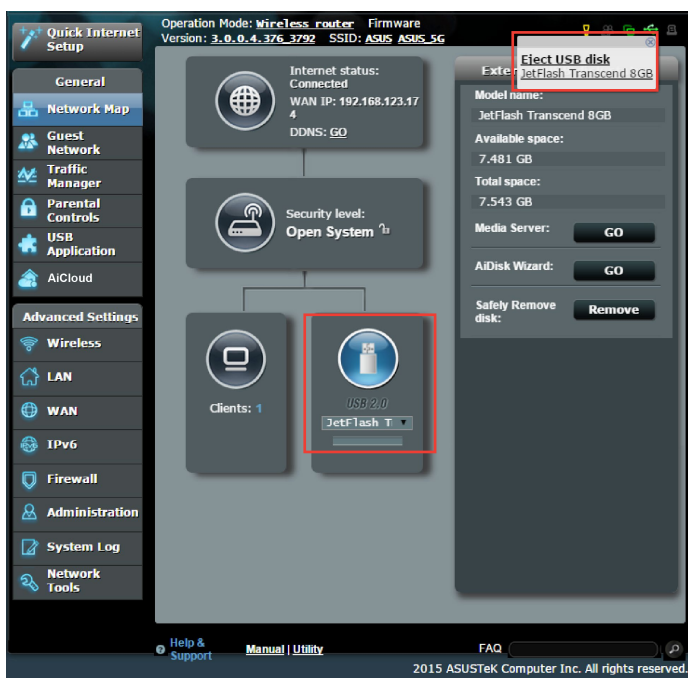 Quick Internet
Setup
Operation Mode: Wireless router Firmware
Version: 3.0.0.4.376_3792 SSID: ASUS ASUS_5G
Eject USB disk
JetFlash Transcend 8GB
General
Network Map
Guest
Network
Traffic
Manager
Parental
Controls
USB
Application
AiCloud
Advanced Settings
Wireless
LAN
WAN
IPv6
Firewall
Administration
System Log
Network
Tools
Internet status:
Connected
WAN IP: 192.168.123.17
4
DDNS: GO
Security level:
Open System
Clients: 1
USB 2.0
JetFlash T
Model name:
JetFlash Transcend 8GB
Available space:
7.481 GB
Total space:
7.543 GB
Media Server: GO
AiDisk Wizard: GO
Safely Remove
disk: Remove
Help &
Support
Manual | Utility
FAQ
2015 ASUSTeK Computer Inc. All rights reserved.